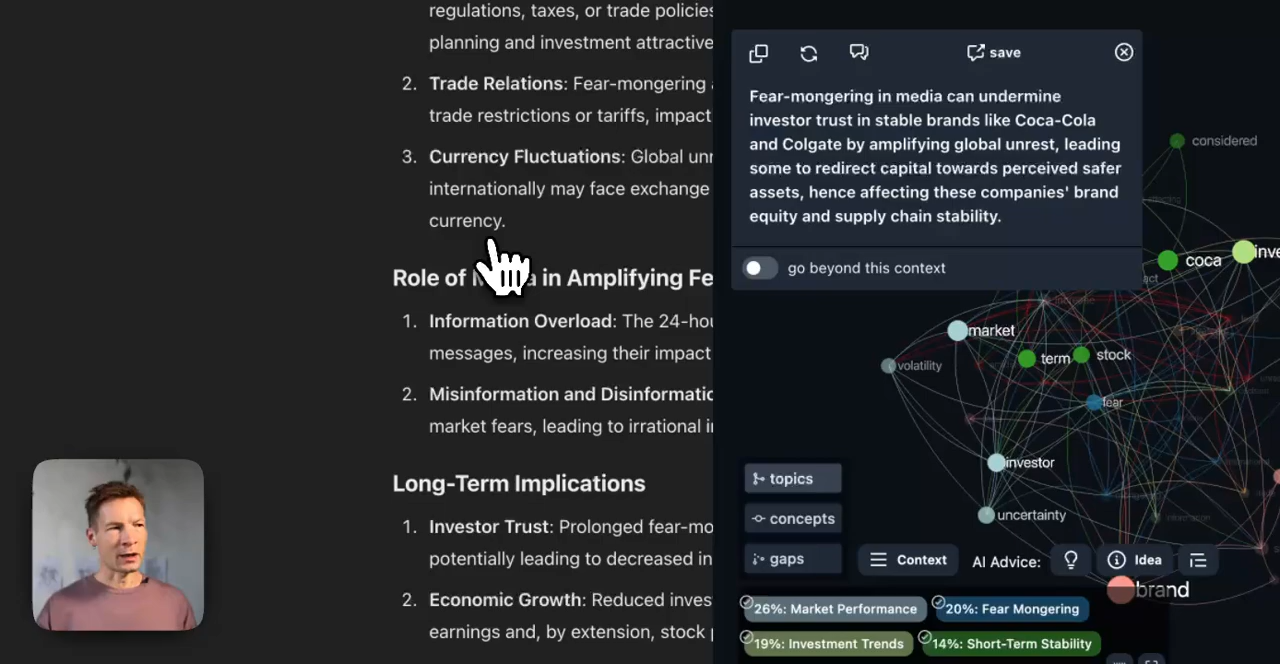 regulations, taxes, or trade policies
planning and investment attractive
2. Trade Relations: Fear-mongering
trade restrictions or tariffs, impact
3. Currency Fluctuations: Global unr
internationally may face exchange
currency.
Role of in Amplifying Fe
1. Information Overload: The 24-hou
messages, increasing their impact
2. Misinformation and Disinformatio
market fears, leading to irrational i
Long-Term Implications
1. Investor Trust: Prolonged fear-mo
potentially leading to decreased in
2. Economic Growth: Reduced inves
earnings and, by extension, stock p
save
Fear-mongering in media can undermine
investor trust in stable brands like Coca-Cola
and Colgate by amplifying global unrest, leading
some to redirect capital towards perceived safer
assets, hence affecting these companies' brand
equity and supply chain stability.
go beyond this context
considered
coca
inve
market
term
stock
volatility
fear
investor
uncertainty
topics
concepts
gaps
Context
AI Advice:
Idea
brand
26%: Market Performance
20%: Fear Mongering
19%: Investment Trends
14%: Short-Term Stability